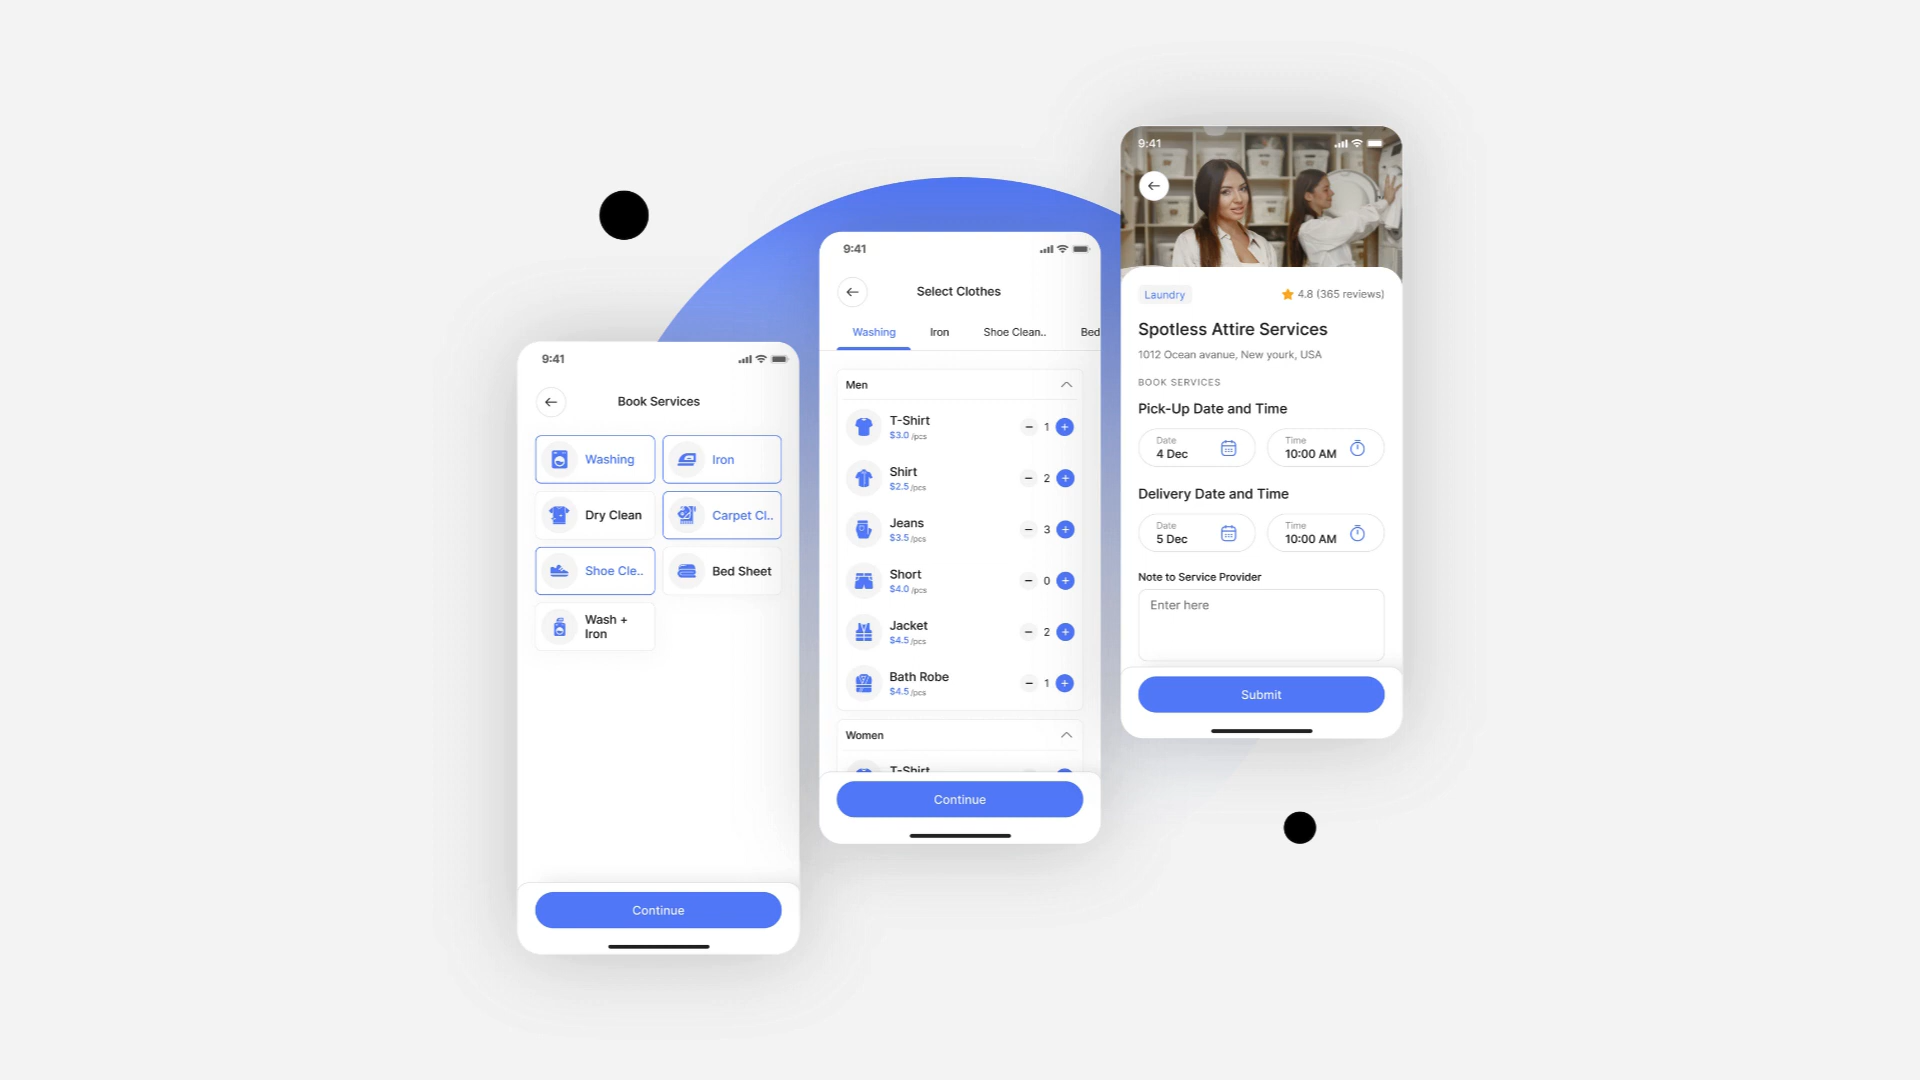 9:41
Book Services
Washing
Iron
Dry Clean
Carpet Cl..
Shoe Cle..
Bed Sheet
Wash +
Iron
Continue
9:41
Select Clothes
Washing
Iron
Shoe Clean..
Bed
Men
T-Shirt
$3.0 /pcs
1
Shirt
$2.5 /pcs
2
Jeans
$3.5 /pcs
3
Short
$4.0 /pcs
0
Jacket
$4.5 /pcs
2
Bath Robe
$4.5 /pcs
1
Women
T-Shirt
Continue
9:41
Laundry
4.8 (365 reviews)
Spotless Attire Services
1012 Ocean avanue, New yourk, USA
BOOK SERVICES
Pick-Up Date and Time
Date
4 Dec
Time
10:00 AM
Delivery Date and Time
Date
5 Dec
Time
10:00 AM
Note to Service Provider
Enter here
Submit